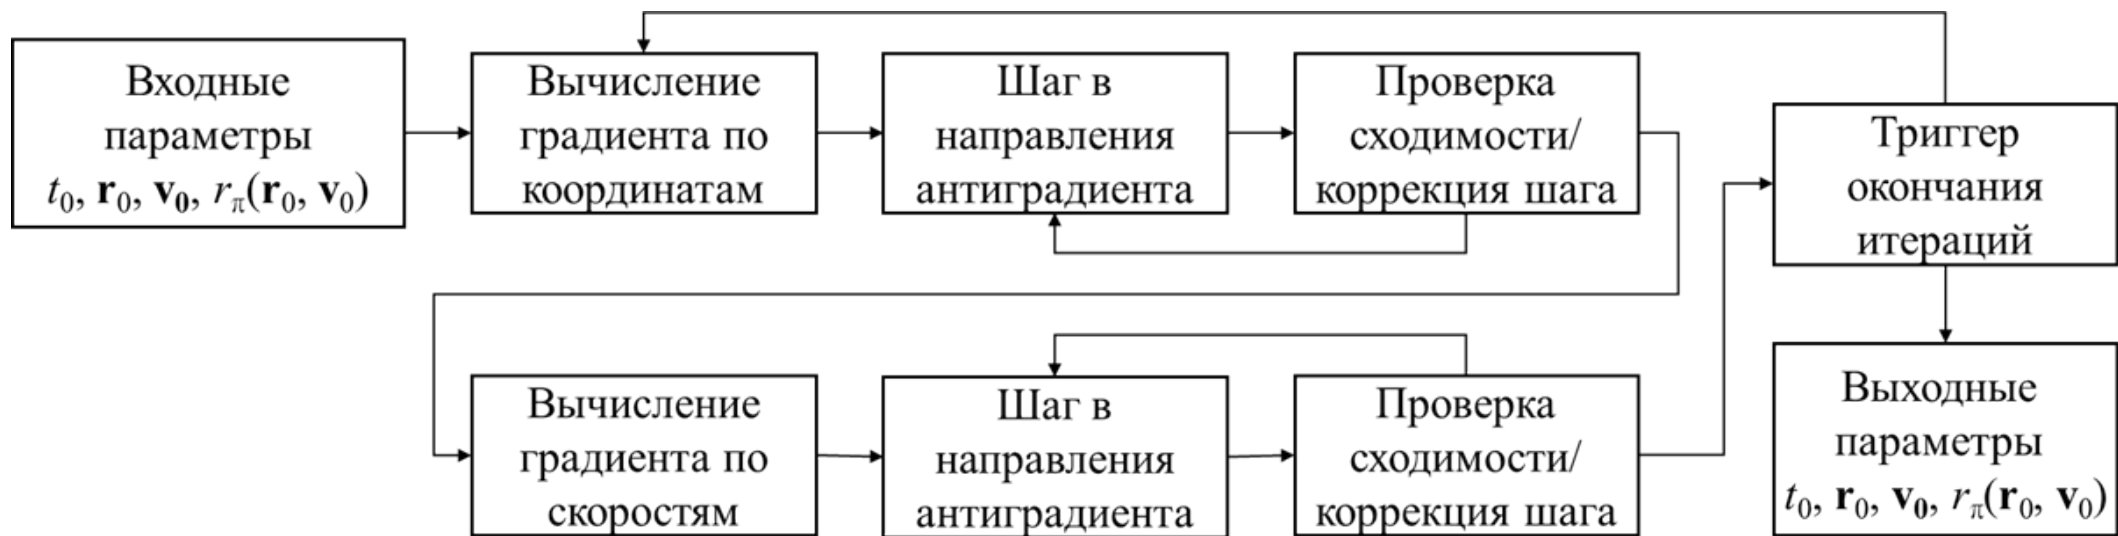 Входные
параметры
t₀, r₀, v₀, rπ(r₀, v₀)
Вычисление
градиента по
координатам
Шаг в
направления
антиградиента
Проверка
сходимости/
коррекция шага
Триггер
окончания
итераций
Вычисление
градиента по
скоростям
Шаг в
направления
антиградиента
Проверка
сходимости/
коррекция шага
Выходные
параметры
t₀, r₀, v₀, rπ(r₀, v₀)